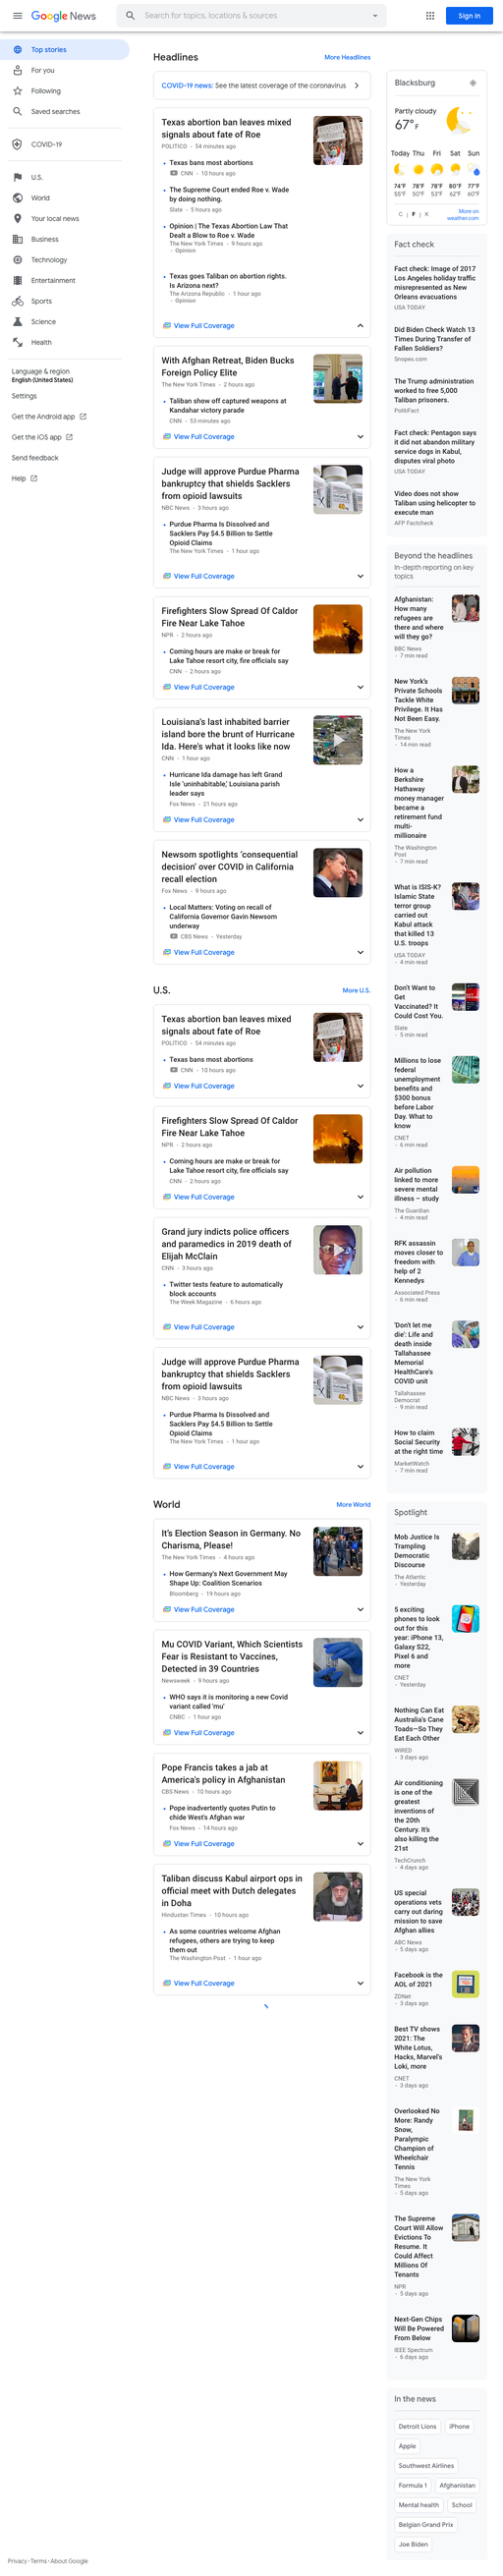 Google News
Search for topics, locations & sources
Sign in
Top stories
For you
Following
Saved searches
COVID-19
U.S.
World
Your local news
Business
Technology
Entertainment
Sports
Science
Health
Language & region
English (United States)
Settings
Get the Android app
Get the iOS app
Send feedback
Help
Headlines
More Headlines
COVID-19 news: See the latest coverage of the coronavirus
Texas abortion ban leaves mixed
signals about fate of Roe
POLITICO · 54 minutes ago
Texas bans most abortions
CNN · 10 hours ago
The Supreme Court ended Roe v. Wade
by doing nothing.
Slate · 5 hours ago
Opinion | The Texas Abortion Law That
Dealt a Blow to Roe v. Wade
The New York Times · 9 hours ago
· Opinion
Texas goes Taliban on abortion rights.
Is Arizona next?
The Arizona Republic · 1 hour ago
· Opinion
View Full Coverage
With Afghan Retreat, Biden Bucks
Foreign Policy Elite
The New York Times · 2 hours ago
Taliban show off captured weapons at
Kandahar victory parade
CNN · 53 minutes ago
View Full Coverage
Judge will approve Purdue Pharma
bankruptcy that shields Sacklers
from opioid lawsuits
NBC News · 3 hours ago
Purdue Pharma Is Dissolved and
Sacklers Pay $4.5 Billion to Settle
Opioid Claims
The New York Times · 1 hour ago
View Full Coverage
Firefighters Slow Spread Of Caldor
Fire Near Lake Tahoe
NPR · 2 hours ago
Coming hours are make or break for
Lake Tahoe resort city, fire officials say
CNN · 2 hours ago
View Full Coverage
Louisiana's last inhabited barrier
island bore the brunt of Hurricane
Ida. Here's what it looks like now
CNN · 1 hour ago
Hurricane Ida damage has left Grand
Isle 'uninhabitable,' Louisiana parish
leader says
Fox News · 21 hours ago
View Full Coverage
Newsom spotlights 'consequential
decision' over COVID in California
recall election
Fox News · 9 hours ago
Local Matters: Voting on recall of
California Governor Gavin Newsom
underway
CBS News · Yesterday
View Full Coverage
U.S.
More U.S.
Texas abortion ban leaves mixed
signals about fate of Roe
POLITICO · 54 minutes ago
Texas bans most abortions
CNN · 10 hours ago
View Full Coverage
Firefighters Slow Spread Of Caldor
Fire Near Lake Tahoe
NPR · 2 hours ago
Coming hours are make or break for
Lake Tahoe resort city, fire officials say
CNN · 2 hours ago
View Full Coverage
Grand jury indicts police officers
and paramedics in 2019 death of
Elijah McClain
CNN · 3 hours ago
Twitter tests feature to automatically
block accounts
The Week Magazine · 6 hours ago
View Full Coverage
Judge will approve Purdue Pharma
bankruptcy that shields Sacklers
from opioid lawsuits
NBC News · 3 hours ago
Purdue Pharma Is Dissolved and
Sacklers Pay $4.5 Billion to Settle
Opioid Claims
The New York Times · 1 hour ago
View Full Coverage
World
More World
It's Election Season in Germany. No
Charisma, Please!
The New York Times · 4 hours ago
How Germany's Next Government May
Shape Up: Coalition Scenarios
Bloomberg · 19 hours ago
View Full Coverage
Mu COVID Variant, Which Scientists
Fear is Resistant to Vaccines,
Detected in 39 Countries
Newsweek · 9 hours ago
WHO says it is monitoring a new Covid
variant called 'mu'
CNBC · 1 hour ago
View Full Coverage
Pope Francis takes a jab at
America's policy in Afghanistan
CBS News · 10 hours ago
Pope inadvertently quotes Putin to
chide West's Afghan war
Fox News · 14 hours ago
View Full Coverage
Taliban discuss Kabul airport ops in
official meet with Dutch delegates
in Doha
Hindustan Times · 10 hours ago
As some countries welcome Afghan
refugees, others are trying to keep
them out
The Washington Post · 1 hour ago
View Full Coverage
Blacksburg
Partly cloudy
67°F
Today Thu Fri Sat Sun
74°F 78°F 78°F 80°F 77°F
55°F 50°F 53°F 62°F 60°F
C | F | K
More on
weather.com
Fact check
Fact check: Image of 2017
Los Angeles holiday traffic
misrepresented as New
Orleans evacuations
USA TODAY
Did Biden Check Watch 13
Times During Transfer of
Fallen Soldiers?
Snopes.com
The Trump administration
worked to free 5,000
Taliban prisoners.
PolitiFact
Fact check: Pentagon says
it did not abandon military
service dogs in Kabul,
disputes viral photo
USA TODAY
Video does not show
Taliban using helicopter to
execute man
AFP Factcheck
Beyond the headlines
In-depth reporting on key
topics
Afghanistan:
How many
refugees are
there and where
will they go?
BBC News
· 7 min read
New York's
Private Schools
Tackle White
Privilege. It Has
Not Been Easy.
The New York
Times
· 14 min read
How a
Berkshire
Hathaway
money manager
became a
retirement fund
multi-
millionaire
The Washington
Post
· 7 min read
What is ISIS-K?
Islamic State
terror group
carried out
Kabul attack
that killed 13
U.S. troops
USA TODAY
· 4 min read
Don't Want to
Get
Vaccinated? It
Could Cost You.
Slate
· 5 min read
Millions to lose
federal
unemployment
benefits and
$300 bonus
before Labor
Day. What to
know
CNET
· 6 min read
Air pollution
linked to more
severe mental
illness – study
The Guardian
· 4 min read
RFK assassin
moves closer to
freedom with
help of 2
Kennedys
Associated Press
· 6 min read
'Don't let me
die': Life and
death inside
Tallahassee
Memorial
HealthCare's
COVID unit
Tallahassee
Democrat
· 9 min read
How to claim
Social Security
at the right time
MarketWatch
· 7 min read
Spotlight
Mob Justice Is
Trampling
Democratic
Discourse
The Atlantic
· Yesterday
5 exciting
phones to look
out for this
year: iPhone 13,
Galaxy S22,
Pixel 6 and
more
CNET
· Yesterday
Nothing Can Eat
Australia's Cane
Toads—So They
Eat Each Other
WIRED
· 3 days ago
Air conditioning
is one of the
greatest
inventions of
the 20th
Century. It's
also killing the
21st
TechCrunch
· 4 days ago
US special
operations vets
carry out daring
mission to save
Afghan allies
ABC News
· 5 days ago
Facebook is the
AOL of 2021
ZDNet
· 3 days ago
Best TV shows
2021: The
White Lotus,
Hacks, Marvel's
Loki, more
CNET
· 3 days ago
Overlooked No
More: Randy
Snow,
Paralympic
Champion of
Wheelchair
Tennis
The New York
Times
· 5 days ago
The Supreme
Court Will Allow
Evictions To
Resume. It
Could Affect
Millions Of
Tenants
NPR
· 5 days ago
Next-Gen Chips
Will Be Powered
From Below
IEEE Spectrum
· 6 days ago
In the news
Detroit Lions iPhone
Apple
Southwest Airlines
Formula 1 Afghanistan
Mental health School
Belgian Grand Prix
Joe Biden
Privacy · Terms · About Google